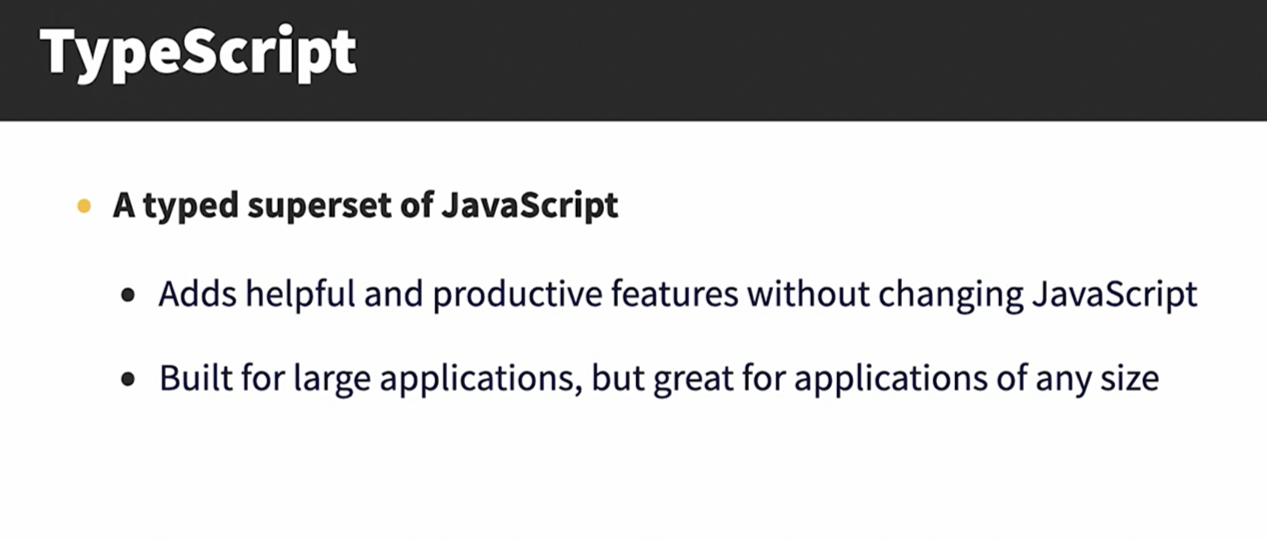 TypeScript
A typed superset of JavaScript
Adds helpful and productive features without changing JavaScript
Built for large applications, but great for applications of any size